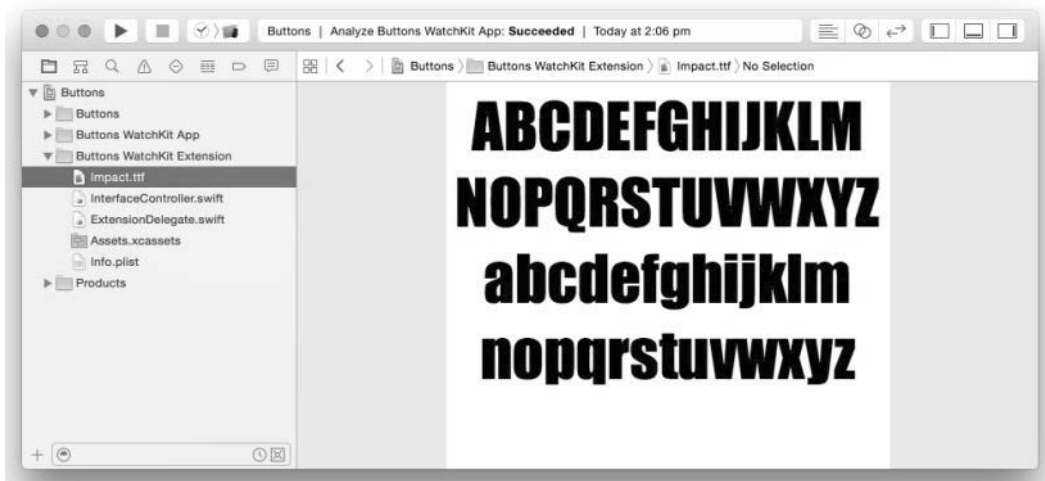 Buttons | Analyze Buttons WatchKit App: Succeeded | Today at 2:06 pm
Buttons Buttons WatchKit Extension Impact.ttf No Selection
Buttons
Buttons
Buttons WatchKit App
Buttons WatchKit Extension
Impact.ttf
InterfaceController.swift
ExtensionDelegate.swift
Assets.xcassets
Info.plist
Products
ABCDEFGHIJKLM
NOPQRSTUVWXYZ
abcdefghijklm
nopqrstuvwxyz